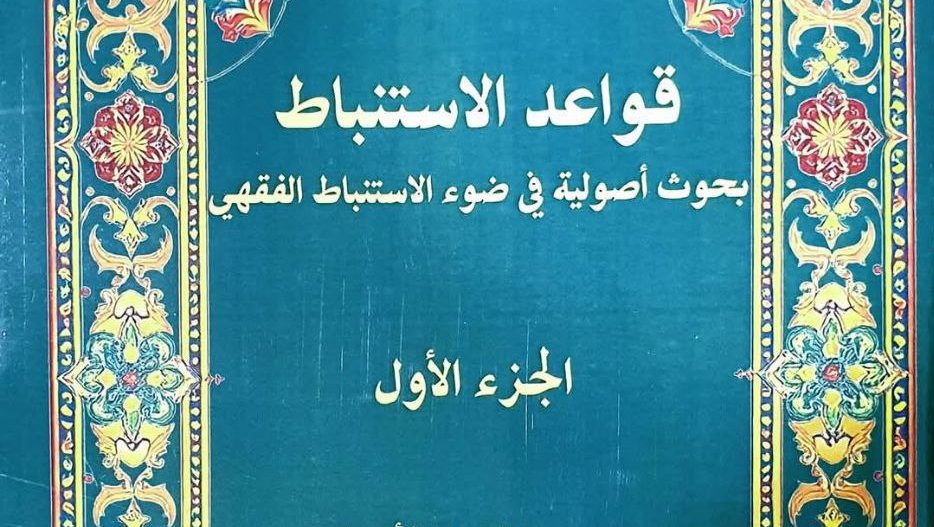 قواعد الاستنباط
بحوث أصولية في ضوء الاستنباط الفقهي
الجزء الأول